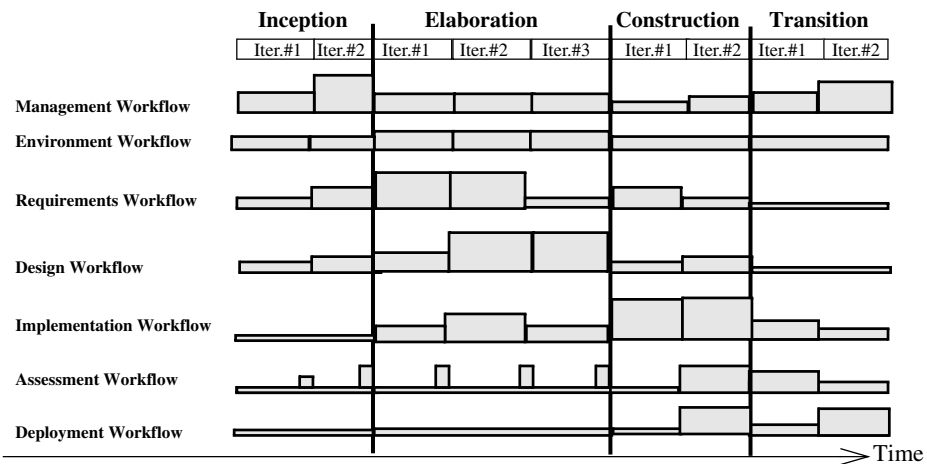 Inception Elaboration Construction Transition
Iter.#1 Iter.#2 Iter.#1 Iter.#2 Iter.#3 Iter.#1 Iter.#2 Iter.#1 Iter.#2
Management Workflow
Environment Workflow
Requirements Workflow
Design Workflow
Implementation Workflow
Assessment Workflow
Deployment Workflow
Time